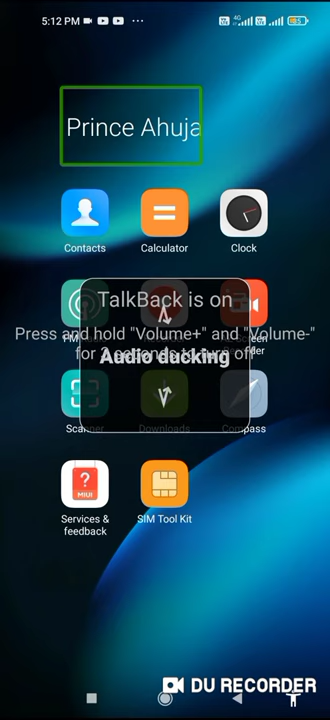 5:12 PM
Prince Ahuja
Contacts Calculator Clock
TalkBack is on
Press and hold "Volume+" and "Volume-"
Audio ducking
Scanner Downloads Compass
Services & feedback SIM Tool Kit
MIUI
DU RECORDER